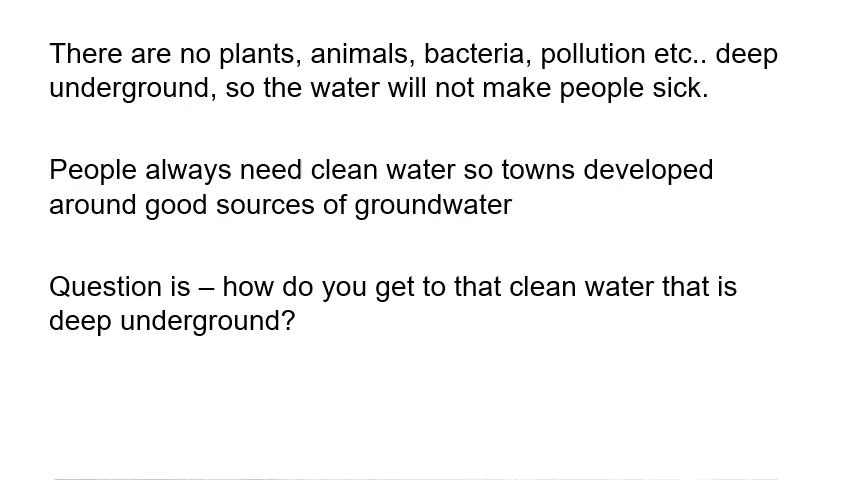 There are no plants, animals, bacteria, pollution etc.. deep
underground, so the water will not make people sick.
People always need clean water so towns developed
around good sources of groundwater
Question is – how do you get to that clean water that is
deep underground?